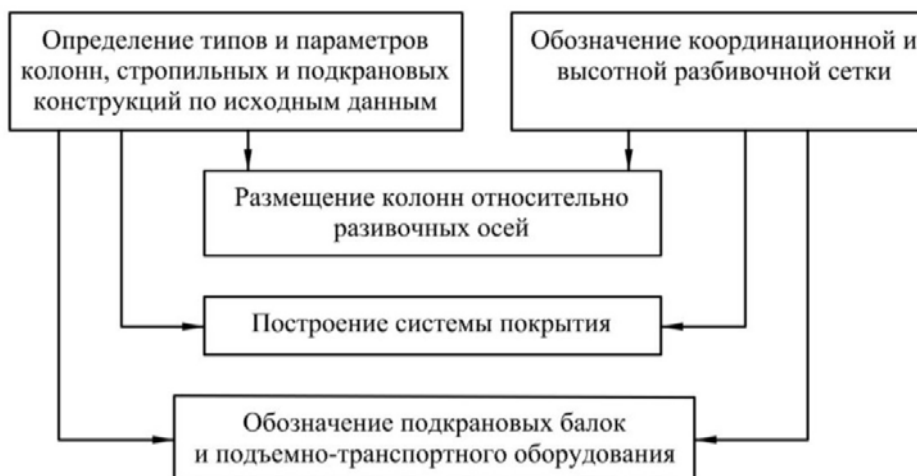 Определение типов и параметров
колонн, стропильных и подкрановых
конструкций по исходным данным
Обозначение координационной и
высотной разбивочной сетки
Размещение колонн относительно
разивочных осей
Построение системы покрытия
Обозначение подкрановых балок
и подъемно-транспортного оборудования